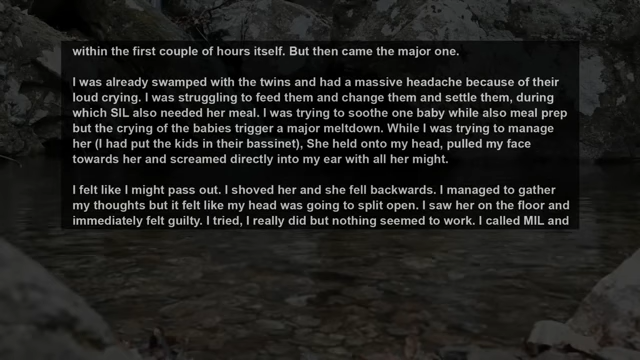 within the first couple of hours itself. But then came the major one.
I was already swamped with the twins and had a massive headache because of their
loud crying. I was struggling to feed them and change them and settle them, during
which SIL also needed her meal. I was trying to soothe one baby while also meal prep
but the crying of the babies trigger a major meltdown. While I was trying to manage
her (I had put the kids in their bassinet), She held onto my head, pulled my face
towards her and screamed directly into my ear with all her might.
I felt like I might pass out. I shoved her and she fell backwards. I managed to gather
my thoughts but it felt like my head was going to split open. I saw her on the floor and
immediately felt guilty. I tried, I really did but nothing seemed to work. I called MIL and